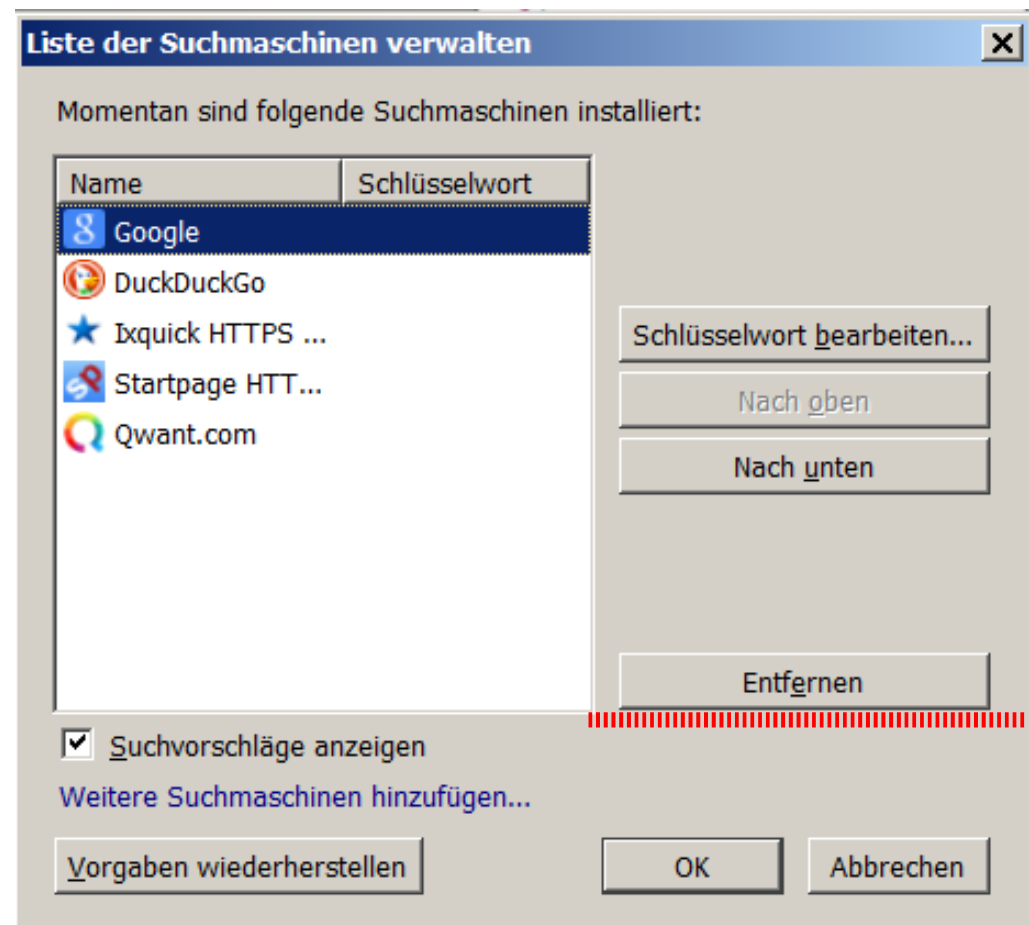 Liste der Suchmaschinen verwalten
Momentan sind folgende Suchmaschinen installiert:
Name Schlüsselwort
Google
DuckDuckGo
Ixquick HTTPS ...
Startpage HTT...
Qwant.com
Schlüsselwort bearbeiten...
Nach oben
Nach unten
Entfernen
Suchvorschläge anzeigen
Weitere Suchmaschinen hinzufügen...
Vorgaben wiederherstellen OK Abbrechen